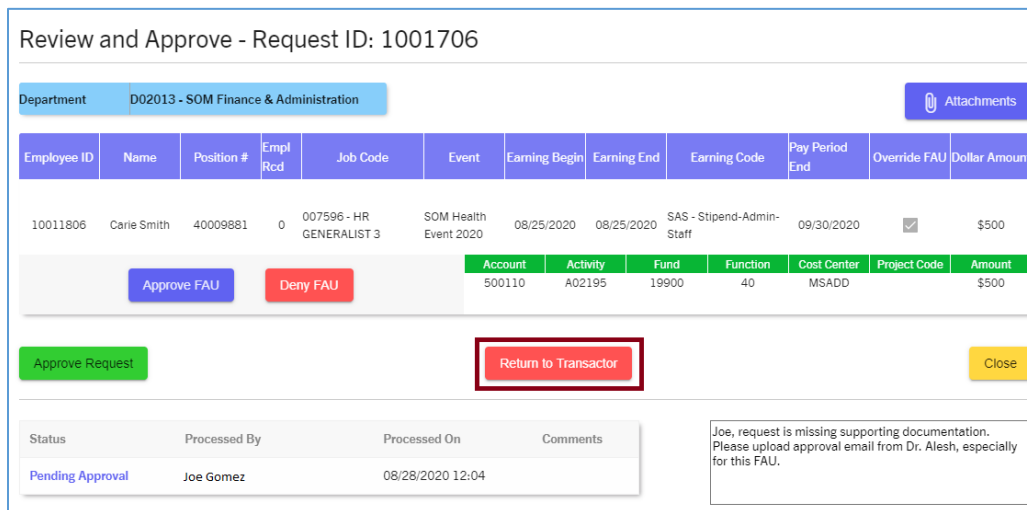 Review and Approve - Request ID: 1001706
Department D02013 - SOM Finance & Administration
Attachments
Employee ID Name Position # Empl Rcd Job Code Event Earning Begin Earning End Earning Code Pay Period End Override FAU Dollar Amoun
10011806 Carie Smith 40009881 0 007596 - HR GENERALIST 3 SOM Health Event 2020 08/25/2020 08/25/2020 SAS - Stipend-Admin-Staff 09/30/2020 $500
Account Activity Fund Function Cost Center Project Code Amount
500110 A02195 19900 40 MSADD $500
Approve FAU Deny FAU
Approve Request Return to Transactor Close
Status Processed By Processed On Comments
Pending Approval Joe Gomez 08/28/2020 12:04
Joe, request is missing supporting documentation.
Please upload approval email from Dr. Alesh, especially
for this FAU.